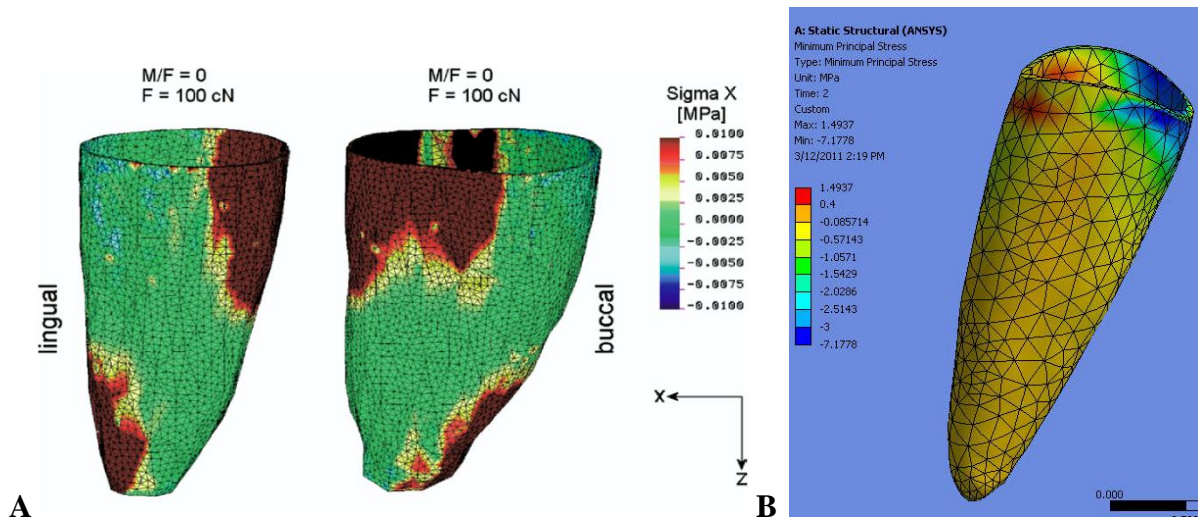 M/F = 0
F = 100 cN
M/F = 0
F = 100 cN
Sigma X
[MPa]
0.0100
0.0075
0.0050
0.0025
0.0000
-0.0025
-0.0050
-0.0075
-0.0100
lingual
buccal
X
Z
A
A: Static Structural (ANSYS)
Minimum Principal Stress
Type: Minimum Principal Stress
Unit: MPa
Time: 2
Custom
Max: 1.4937
Min: -7.1778
3/12/2011 2:19 PM
1.4937
0.4
-0.085714
-0.57143
-1.0571
-1.5429
-2.0286
-2.5143
-3
-7.1778
0.000
B